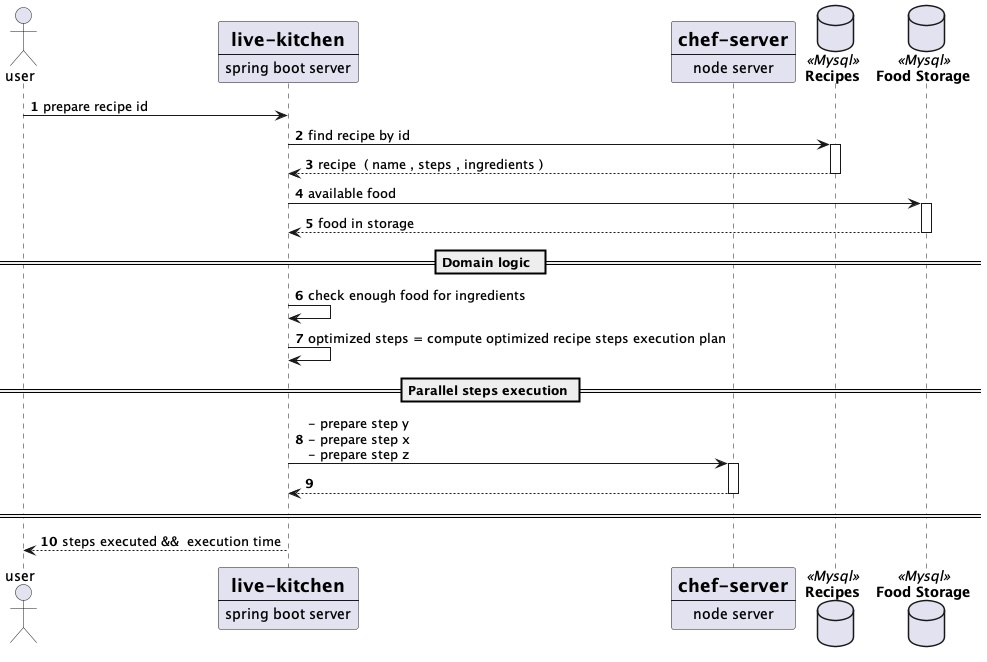 user
live-kitchen
spring boot server
chef-server
node server
«Mysql»
Recipes
«Mysql»
Food Storage
1 prepare recipe id
2 find recipe by id
3 recipe ( name , steps , ingredients )
4 available food
5 food in storage
Domain logic
6 check enough food for ingredients
7 optimized steps = compute optimized recipe steps execution plan
Parallel steps execution
- prepare step y
8 - prepare step x
- prepare step z
9
10 steps executed && execution time
user
live-kitchen
spring boot server
chef-server
node server
«Mysql»
Recipes
«Mysql»
Food Storage